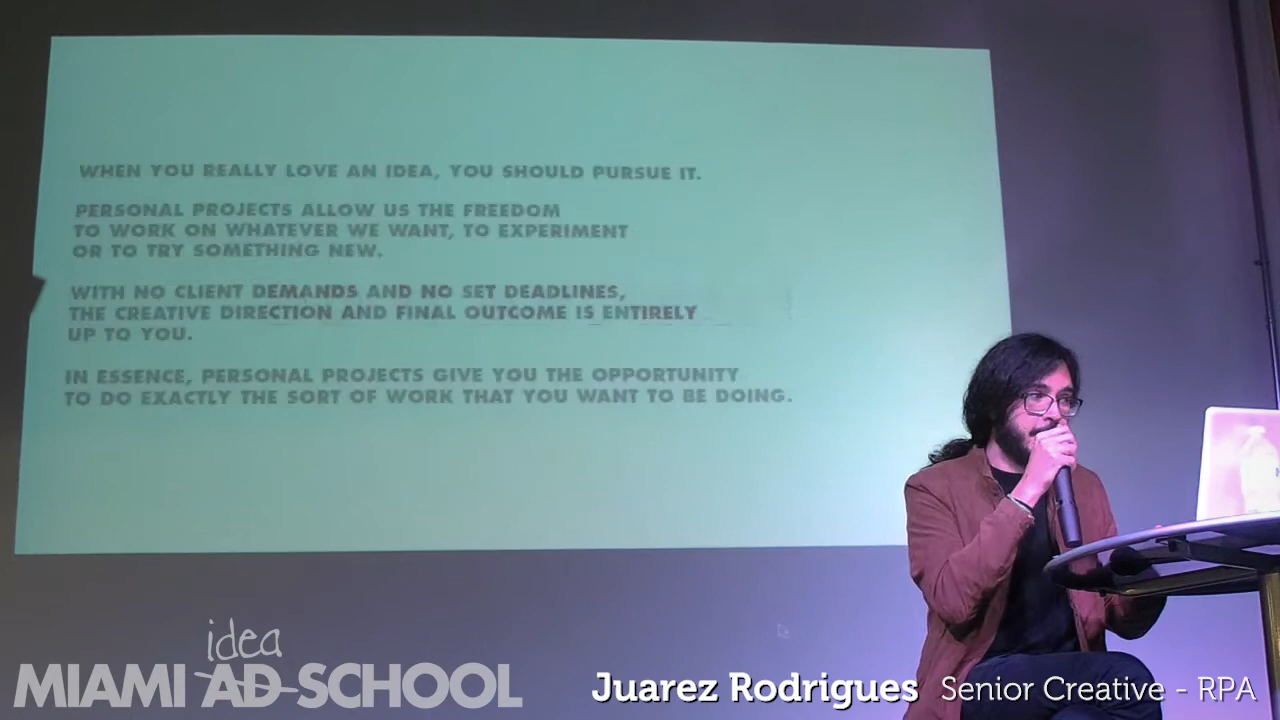 WHEN YOU REALLY LOVE AN IDEA, YOU SHOULD PURSUE IT.
PERSONAL PROJECTS ALLOW US THE FREEDOM
TO WORK ON WHATEVER WE WANT, TO EXPERIMENT
OR TO TRY SOMETHING NEW.
WITH NO CLIENT DEMANDS AND NO SET DEADLINES,
THE CREATIVE DIRECTION AND FINAL OUTCOME IS ENTIRELY
UP TO YOU.
IN ESSENCE, PERSONAL PROJECTS GIVE YOU THE OPPORTUNITY
TO DO EXACTLY THE SORT OF WORK THAT YOU WANT TO BE DOING.
idea
MIAMI AD SCHOOL
Juarez Rodrigues Senior Creative - RPA